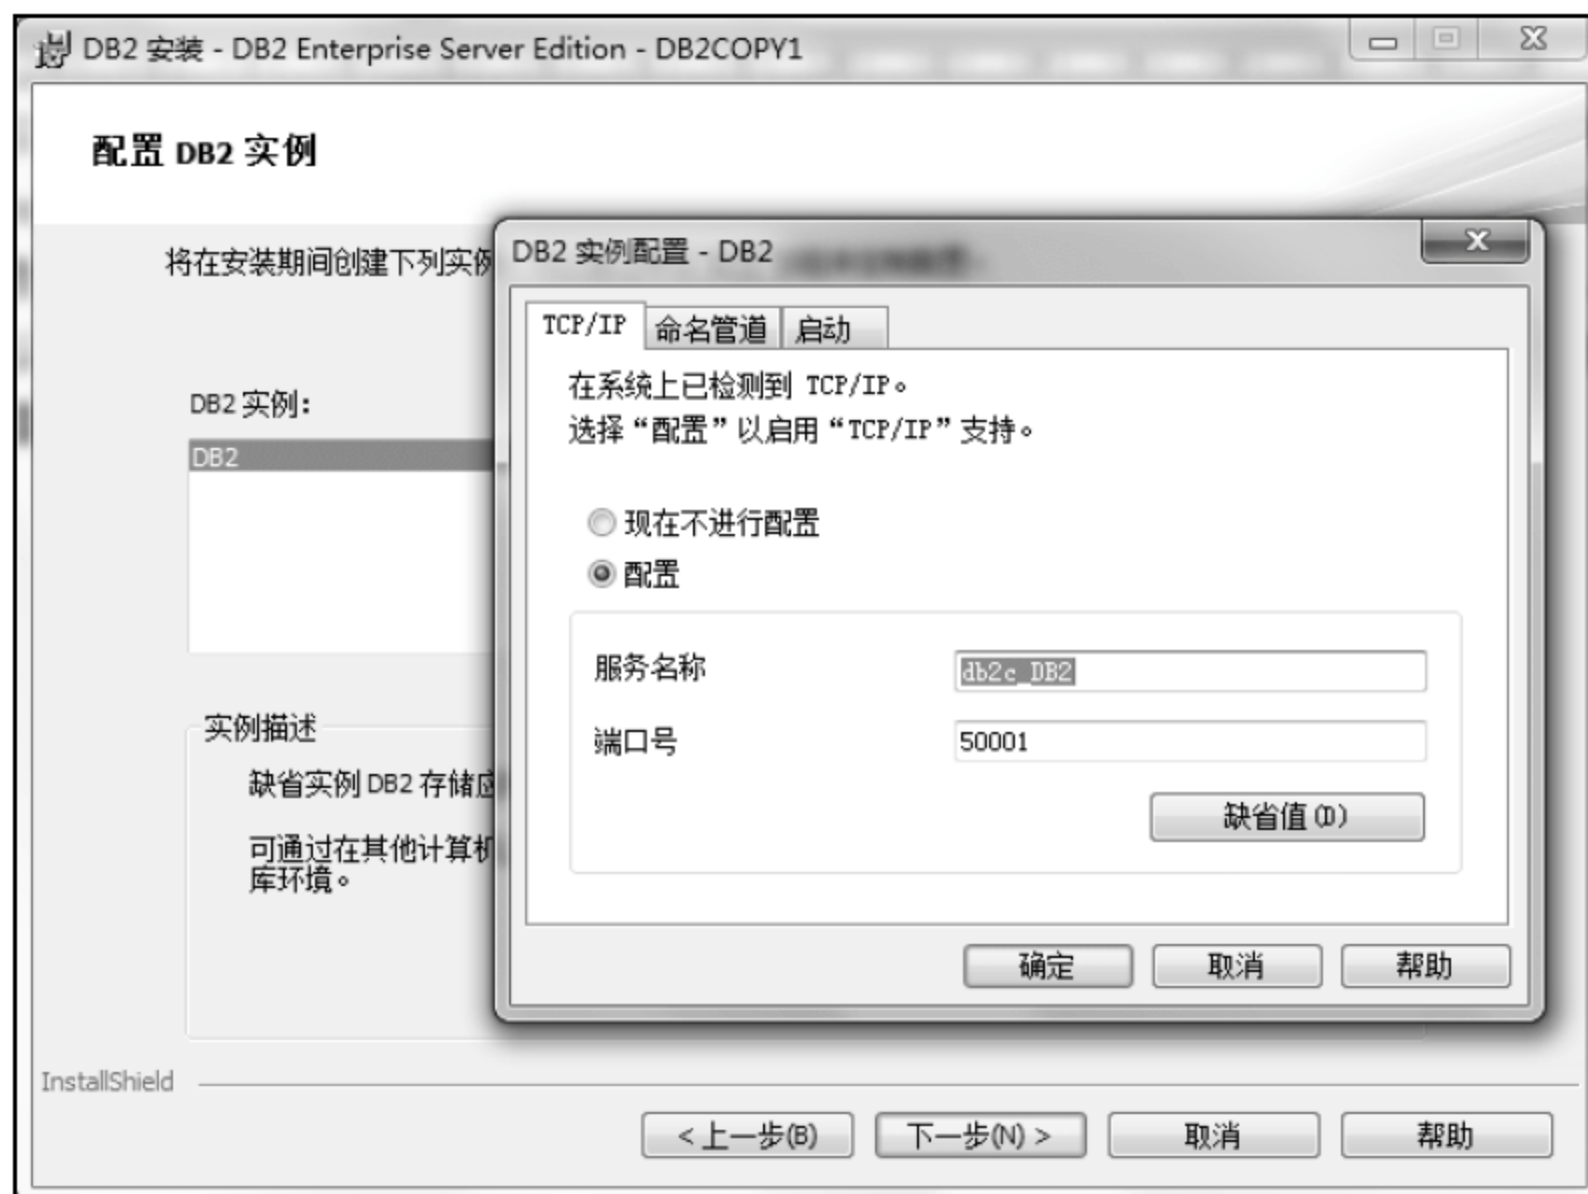 DB2 安装 - DB2 Enterprise Server Edition - DB2COPY1
配置 DB2 实例
将在安装期间创建下列实例
DB2 实例:
DB2
实例描述
缺省实例 DB2 存储应
可通过在其他计算机
库环境。
DB2 实例配置 - DB2
TCP/IP 命名管道 启动
在系统上已检测到 TCP/IP。
选择“配置”以启用“TCP/IP”支持。
现在不进行配置
配置
服务名称 db2c_DB2
端口号 50001
缺省值(D)
确定 取消 帮助
InstallShield
< 上一步(B) 下一步(N) > 取消 帮助